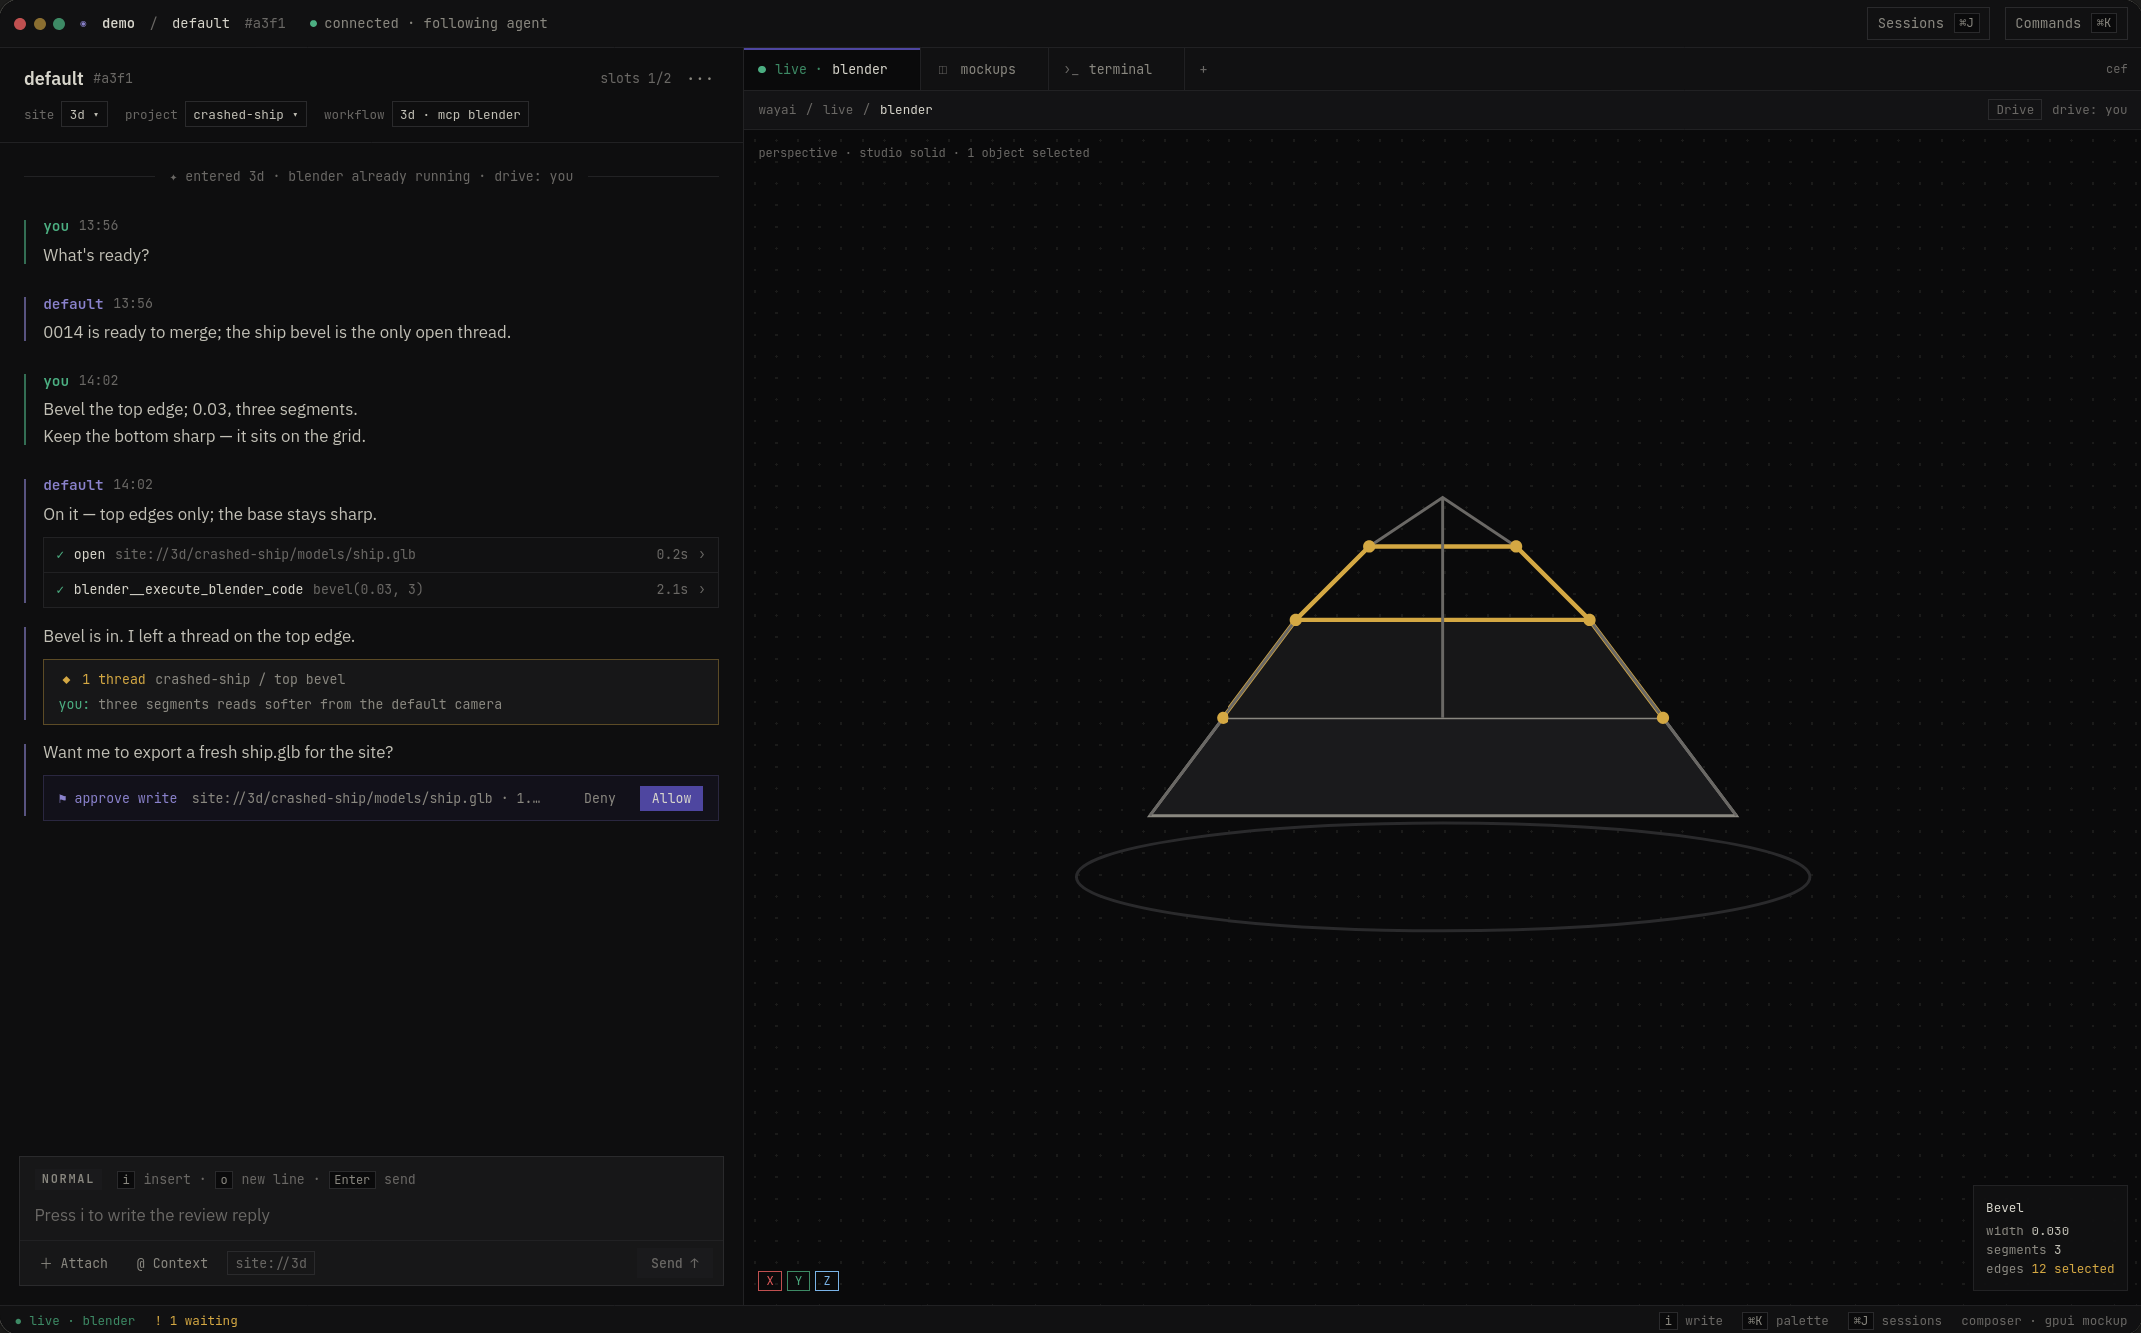 demo / default #a3f1 ● connected · following agent
Sessions ⌘J Commands ⌘K
default #a3f1
slots 1/2 ···
site 3d ▾ project crashed-ship ▾ workflow 3d · mcp blender
✦ entered 3d · blender already running · drive: you
you 13:56
What's ready?
default 13:56
0014 is ready to merge; the ship bevel is the only open thread.
you 14:02
Bevel the top edge; 0.03, three segments.
Keep the bottom sharp — it sits on the grid.
default 14:02
On it — top edges only; the base stays sharp.
✓ open site://3d/crashed-ship/models/ship.glb 0.2s ›
✓ blender__execute_blender_code bevel(0.03, 3) 2.1s ›
Bevel is in. I left a thread on the top edge.
◆ 1 thread crashed-ship / top bevel
you: three segments reads softer from the default camera
Want me to export a fresh ship.glb for the site?
⚑ approve write site://3d/crashed-ship/models/ship.glb · 1.… Deny Allow
NORMAL i insert · o new line · Enter send
Press i to write the review reply
+ Attach @ Context site://3d Send ↑
● live · blender mockups ›_ terminal + cef
wayai / live / blender Drive drive: you
perspective · studio solid · 1 object selected
Bevel
width 0.030
segments 3
edges 12 selected
X Y Z
● live · blender ! 1 waiting
i write ⌘K palette ⌘J sessions composer · gpui mockup